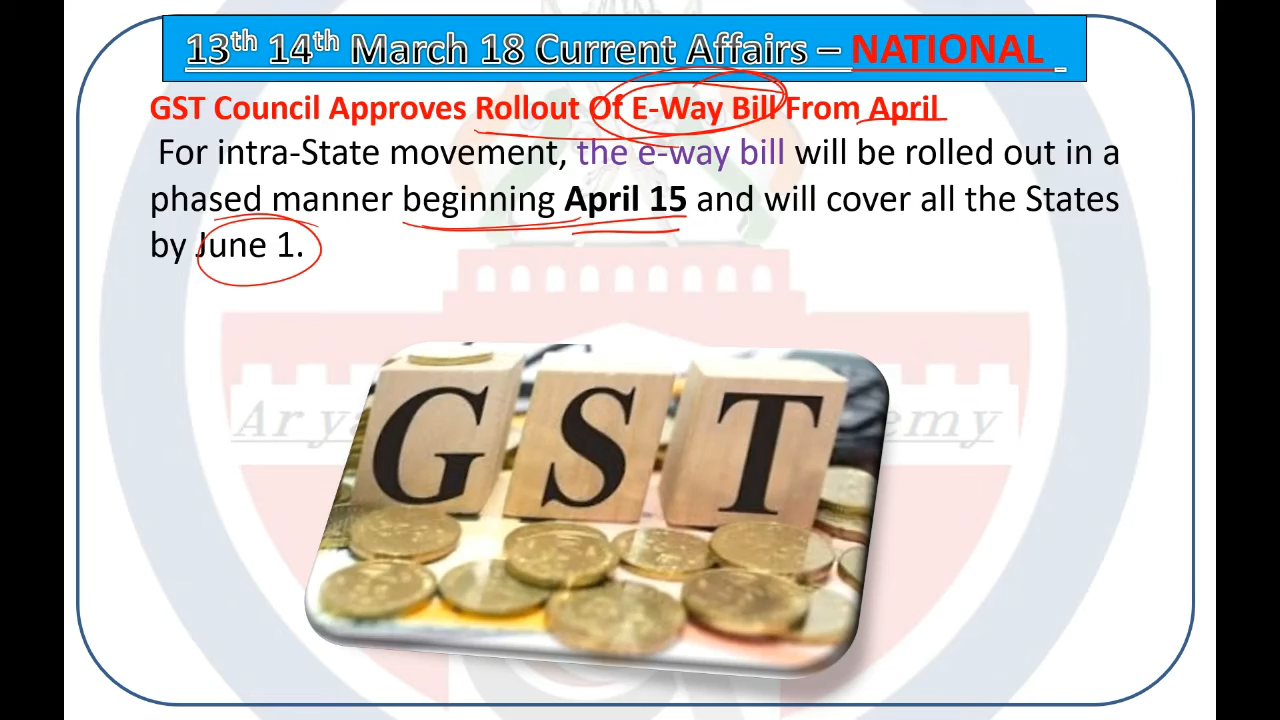 13th 14th March 18 Current Affairs – NATIONAL
GST Council Approves Rollout Of E-Way Bill From April
For intra-State movement, the e-way bill will be rolled out in a
phased manner beginning April 15 and will cover all the States
by June 1.
G S T